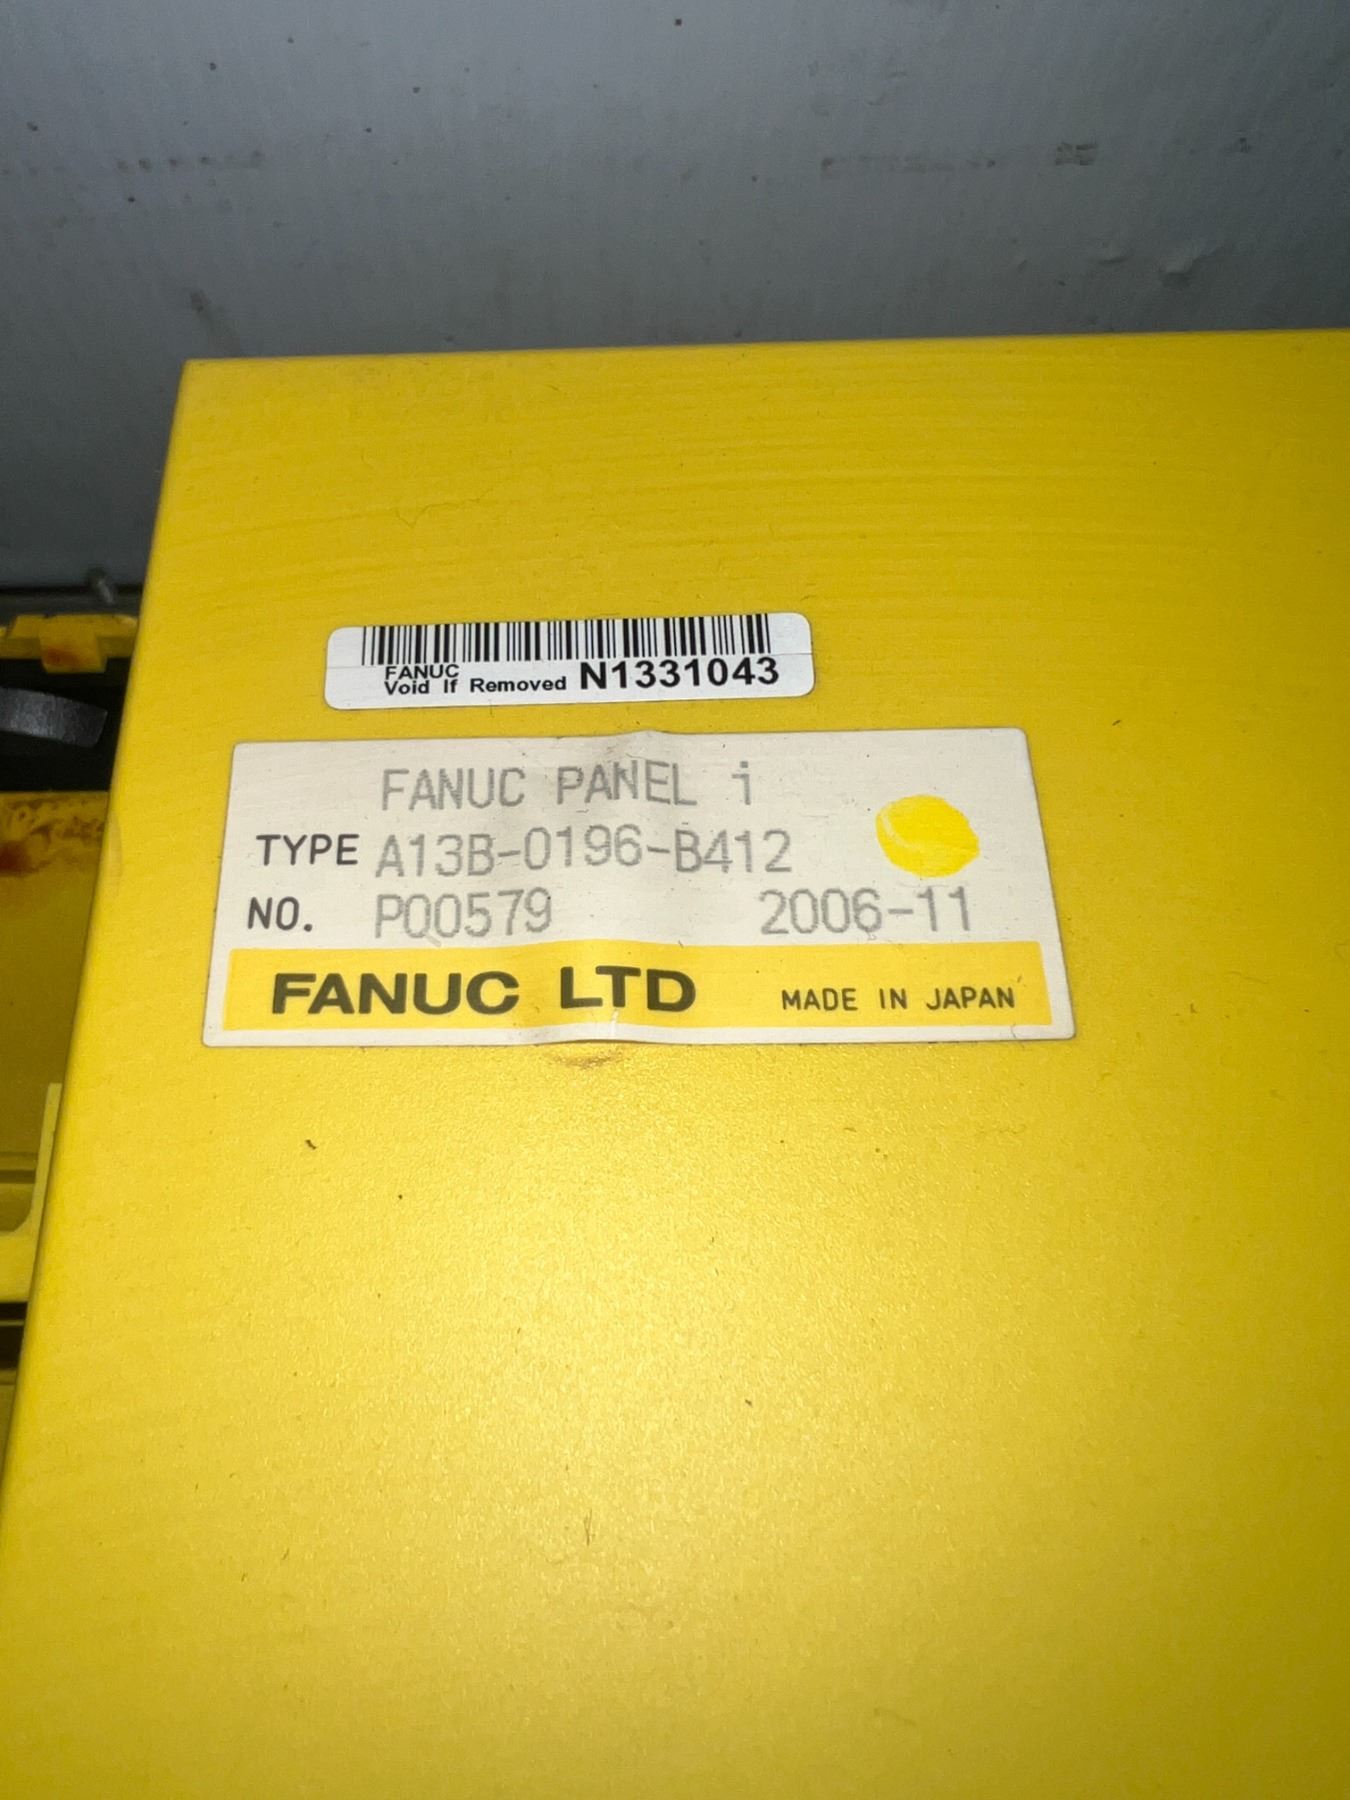 FANUC
Void If Removed N1331043
FANUC PANEL i
TYPE A13B-0196-B412
NO. P00579 2006-11
FANUC LTD MADE IN JAPAN